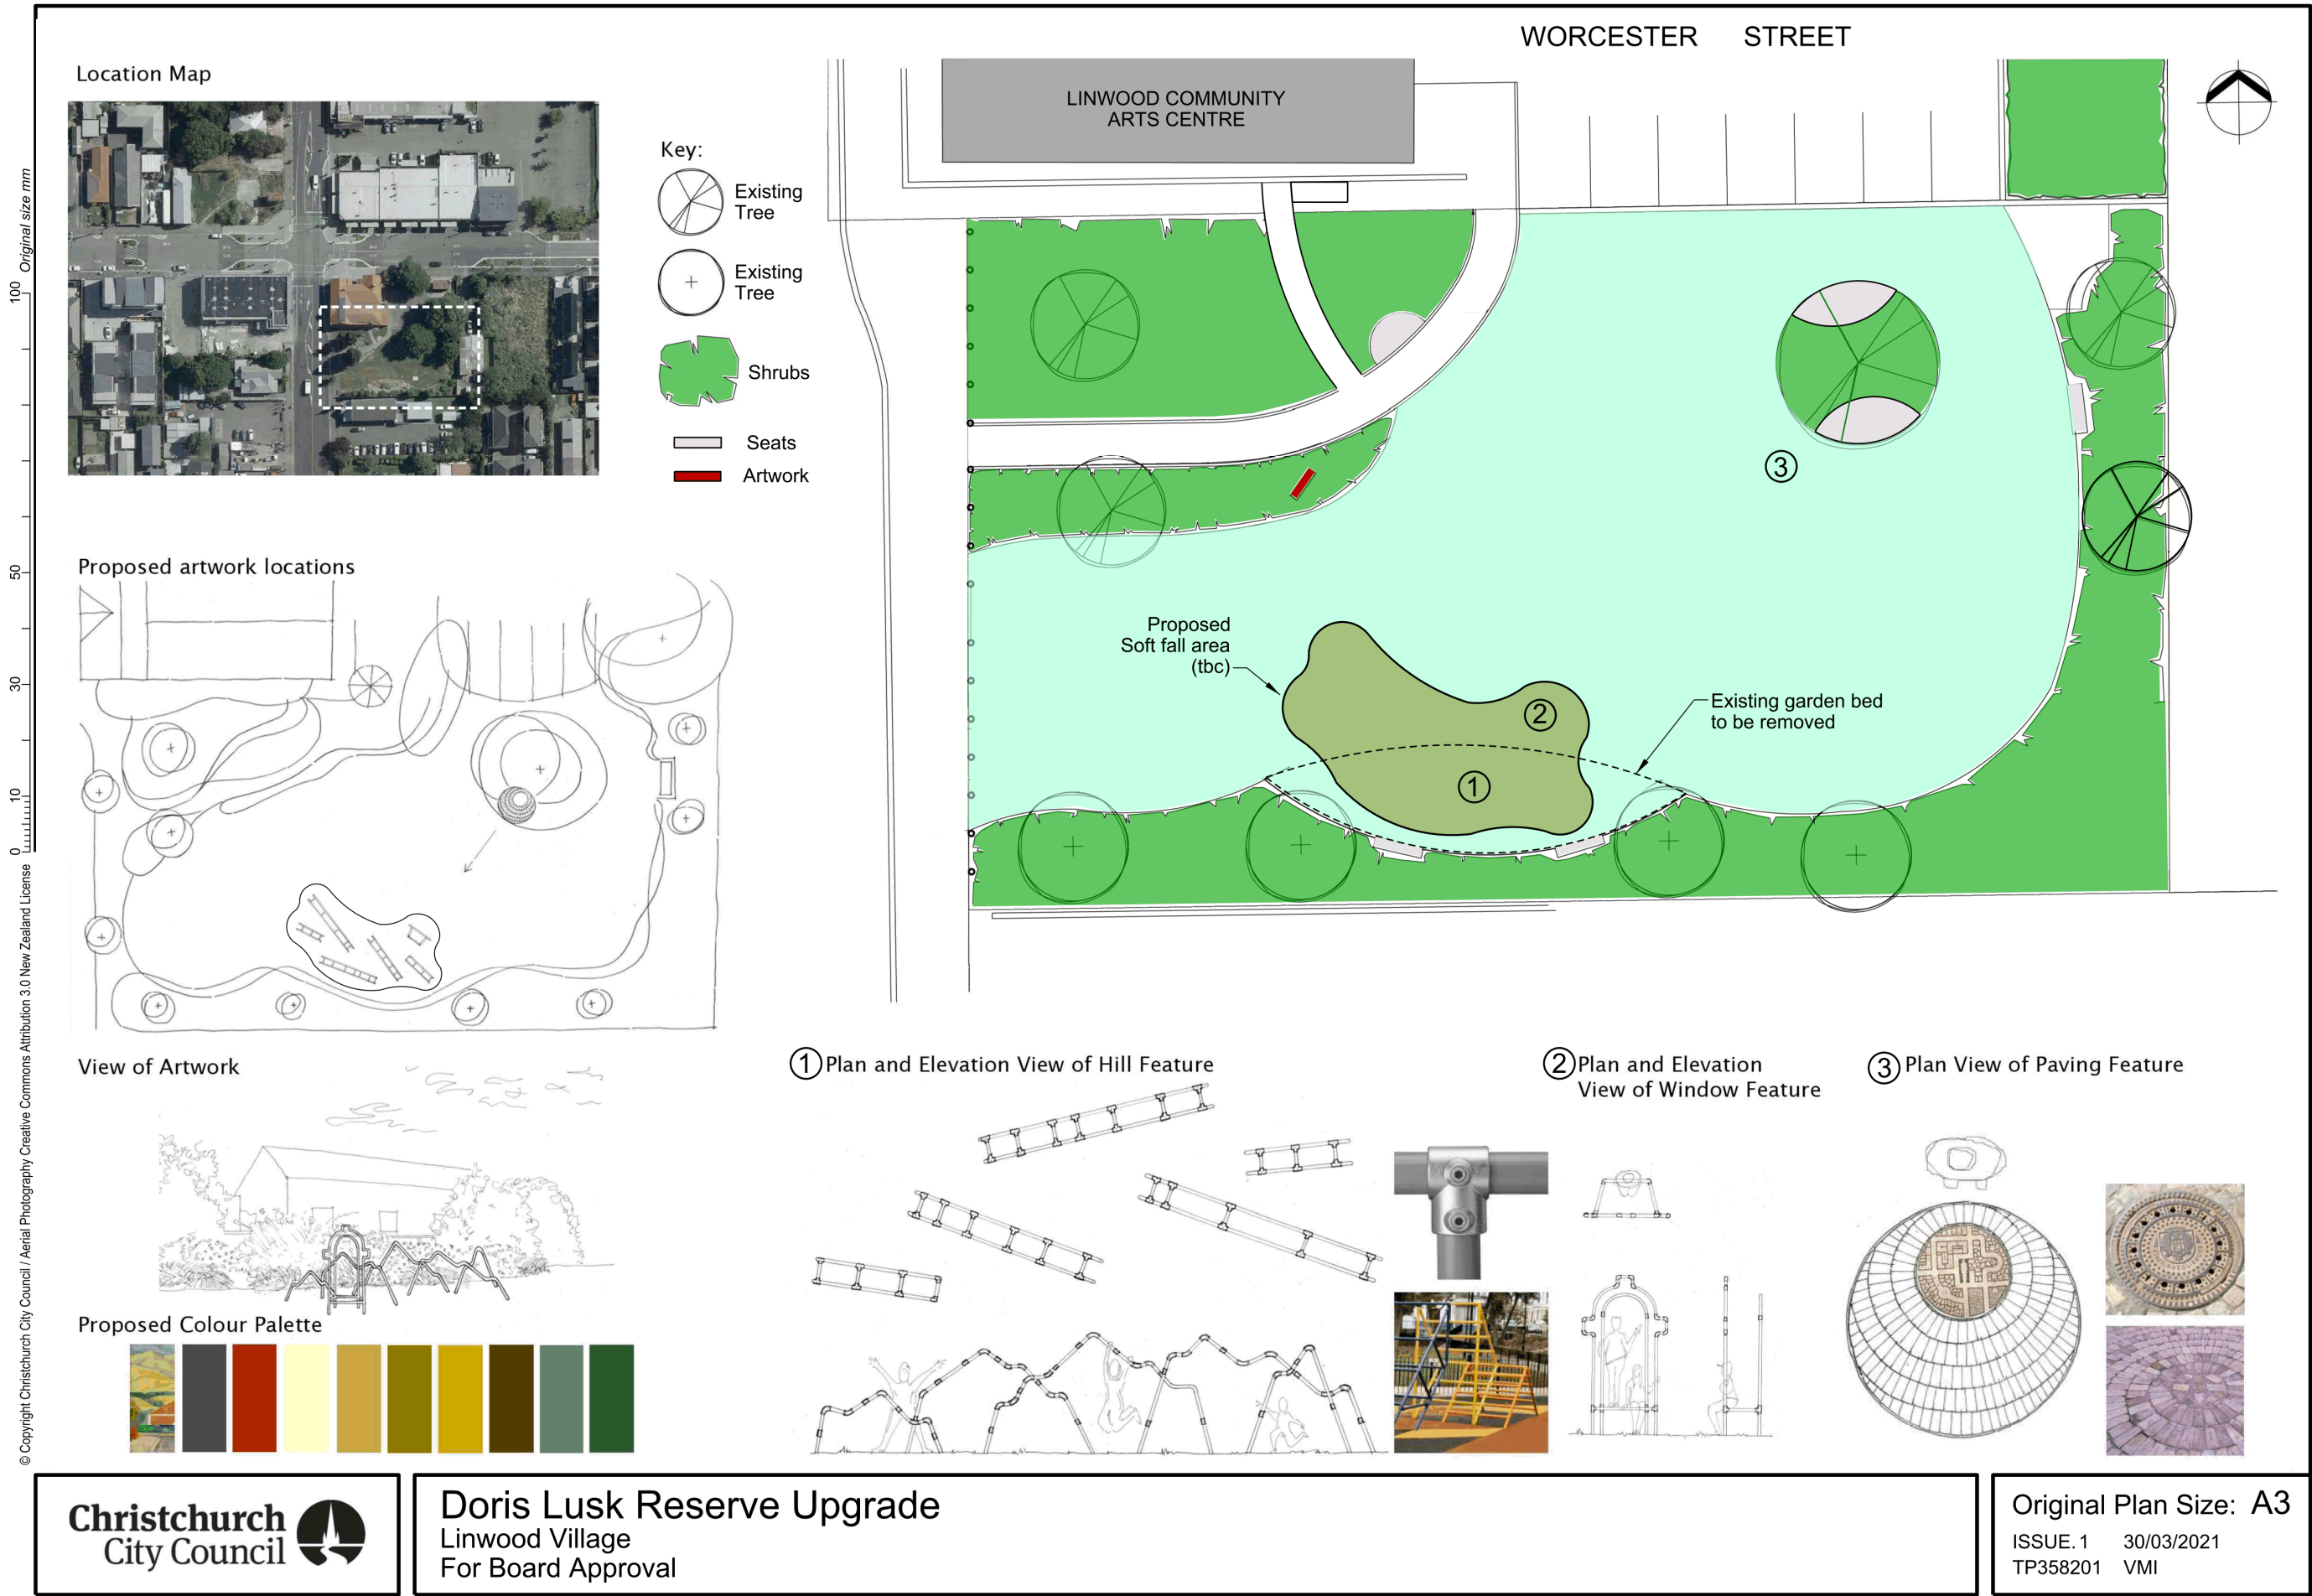 WORCESTER STREET
Location Map
LINWOOD COMMUNITY
ARTS CENTRE
Key:
Existing
Tree
Existing
Tree
Shrubs
Seats
Artwork
Original size mm
100
50
30
10
0
Proposed artwork locations
Proposed
Soft fall area
(tbc)
Existing garden bed
to be removed
1
2
3
View of Artwork
Proposed Colour Palette
1 Plan and Elevation View of Hill Feature
2 Plan and Elevation
View of Window Feature
3 Plan View of Paving Feature
© Copyright Christchurch City Council / Aerial Photography Creative Commons Attribution 3.0 New Zealand License
Christchurch
City Council
Doris Lusk Reserve Upgrade
Linwood Village
For Board Approval
Original Plan Size: A3
ISSUE. 1 30/03/2021
TP358201 VMI